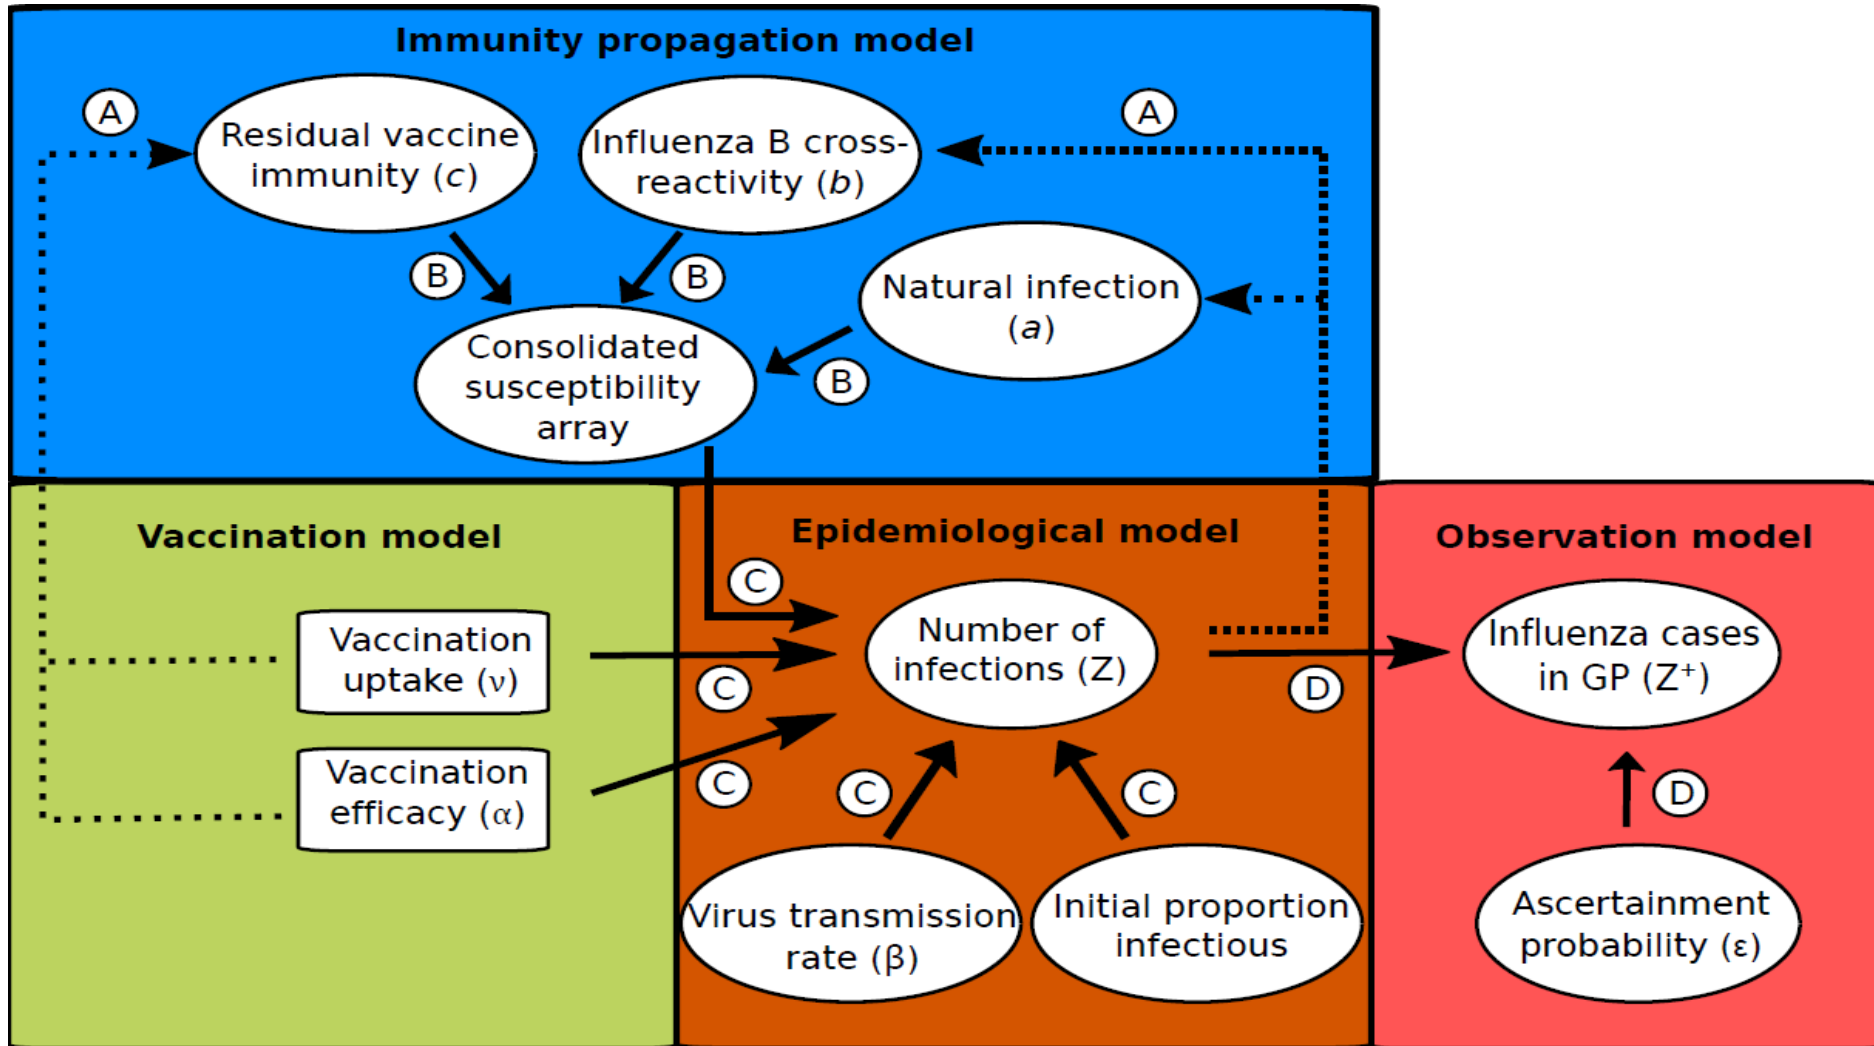 Immunity propagation model
A
Residual vaccine
immunity (c)
Influenza B cross-
reactivity (b)
A
B
B
Natural infection
(a)
Consolidated
susceptibility
array
B
Vaccination model
Vaccination
uptake (ν)
Vaccination
efficacy (α)
Epidemiological model
C
C
C
Number of
infections (Z)
C
C
Virus transmission
rate (β)
Initial proportion
infectious
D
Observation model
Influenza cases
in GP (Z⁺)
D
Ascertainment
probability (ε)